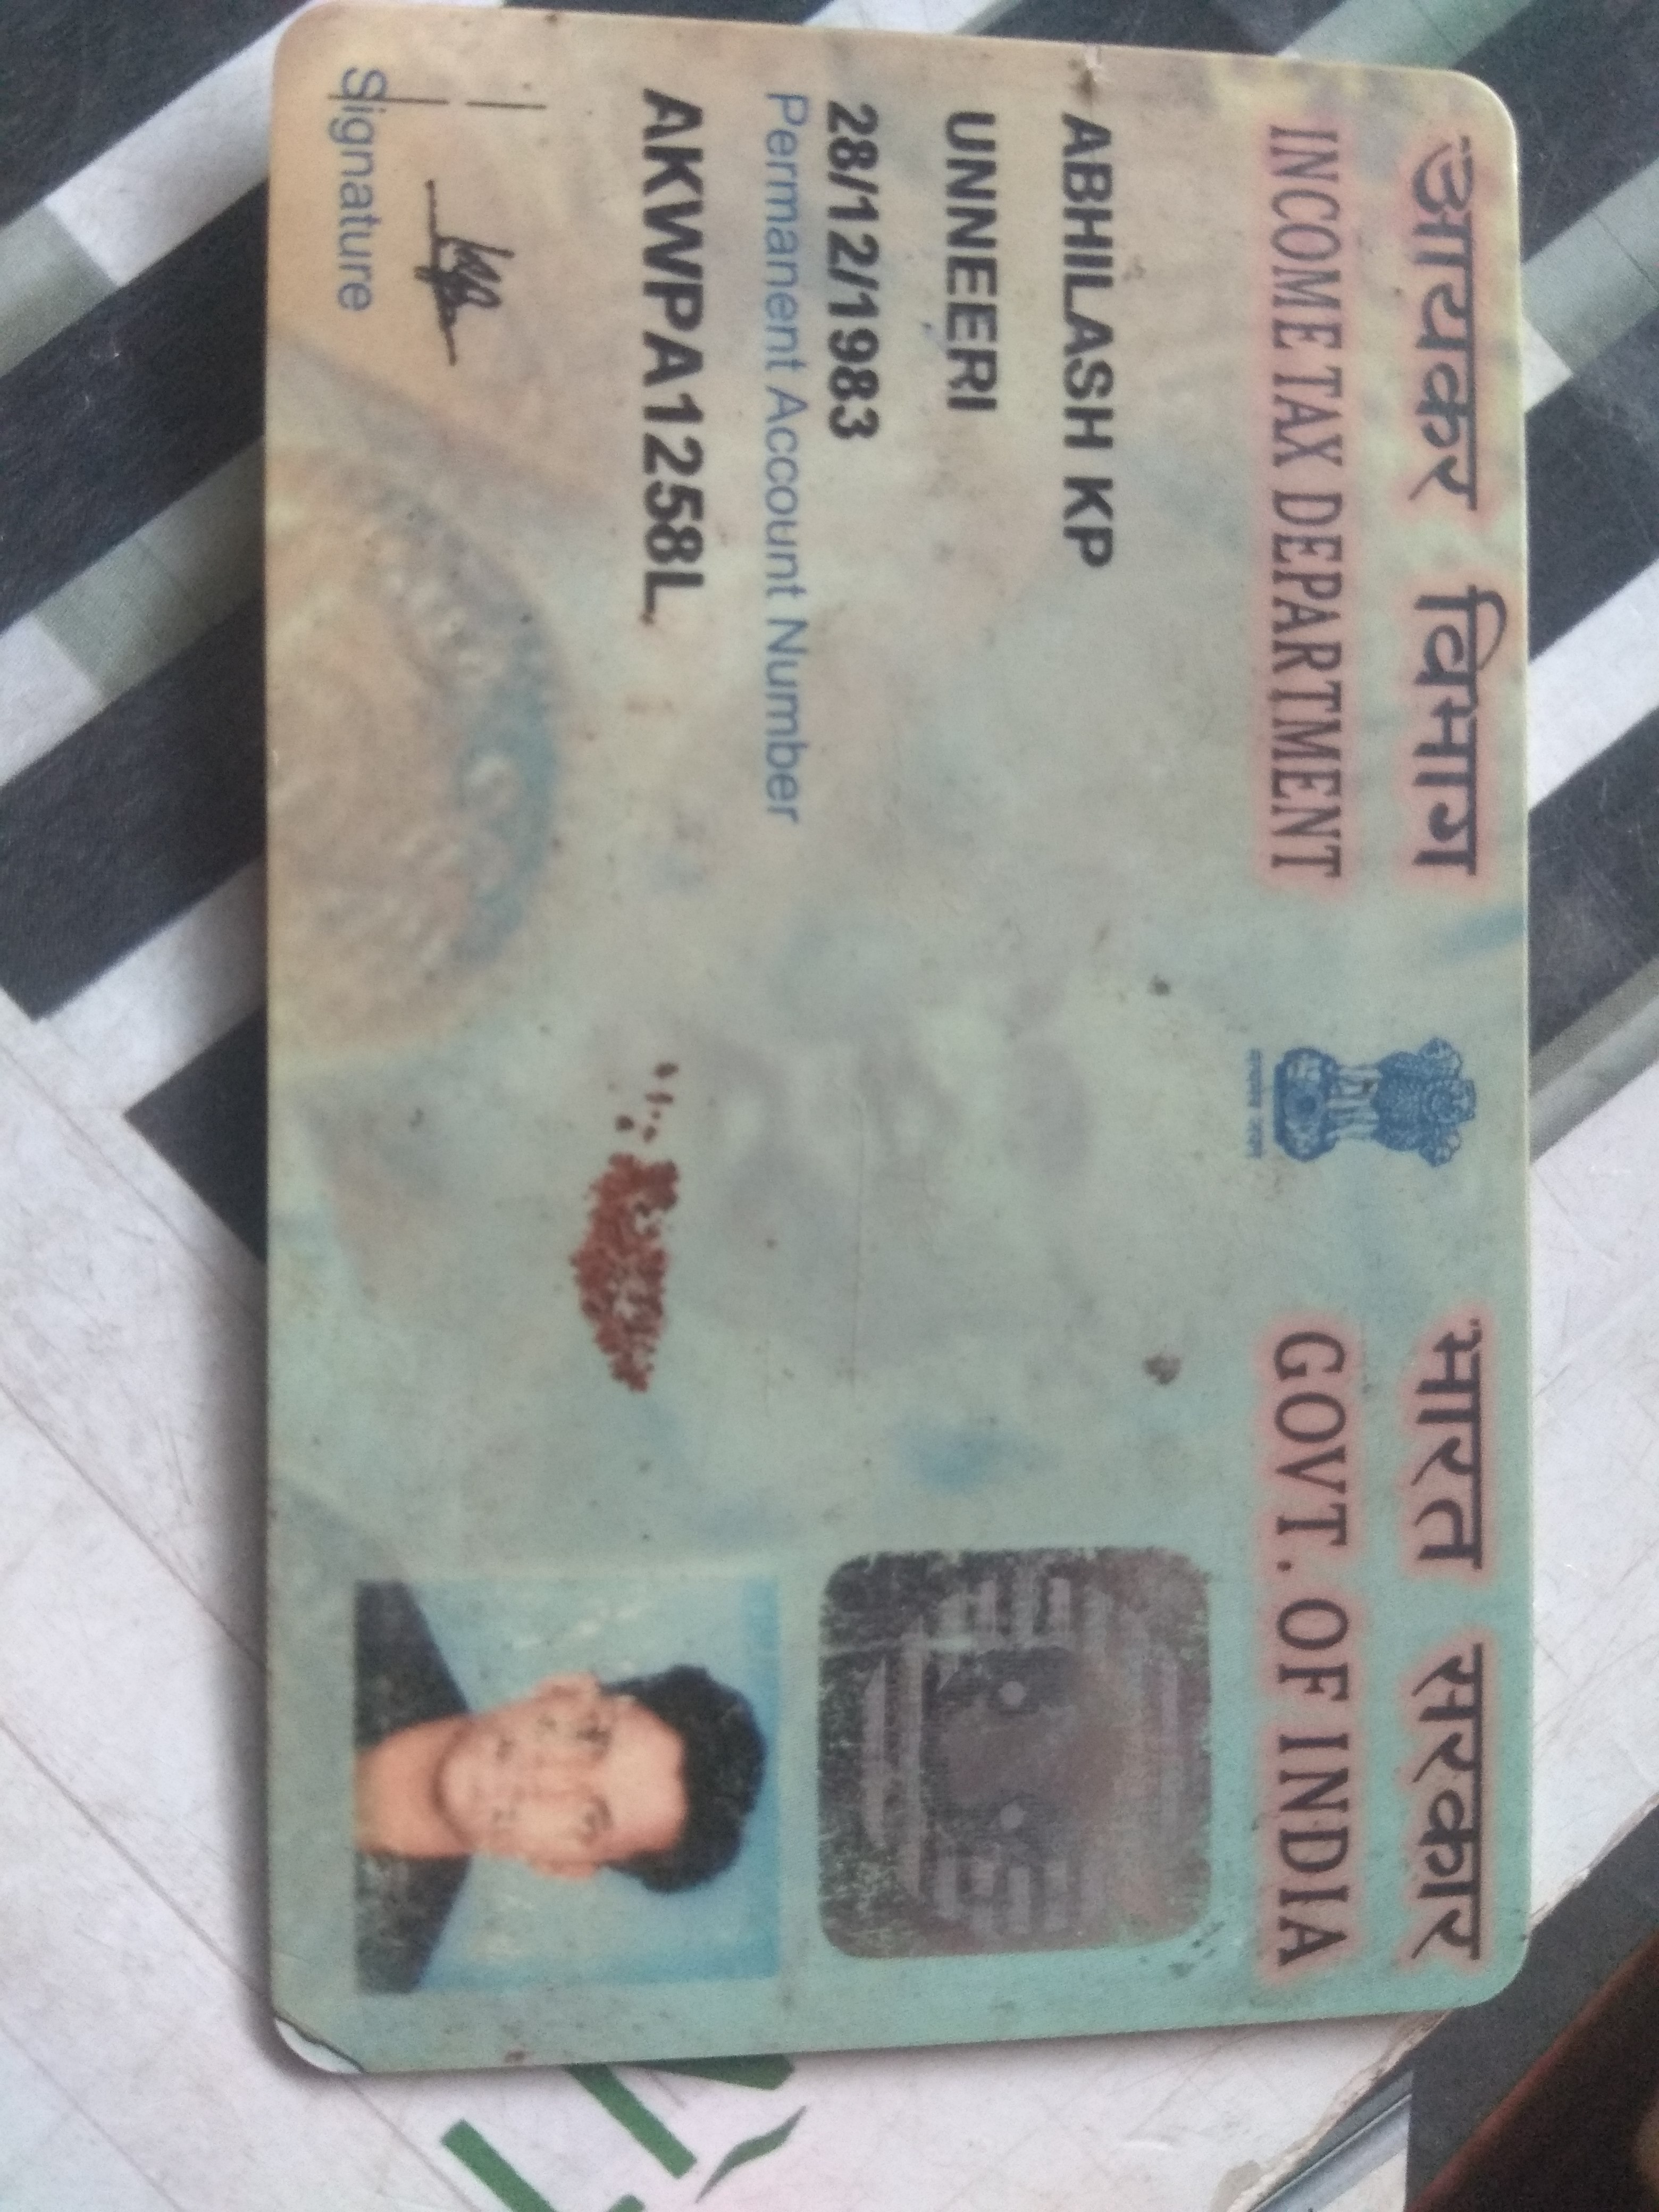 आयकर विभाग
INCOME TAX DEPARTMENT
भारत सरकार
GOVT. OF INDIA
ABHILASH KP
UNNEERI
28/12/1983
Permanent Account Number
AKWPA1258L
Signature